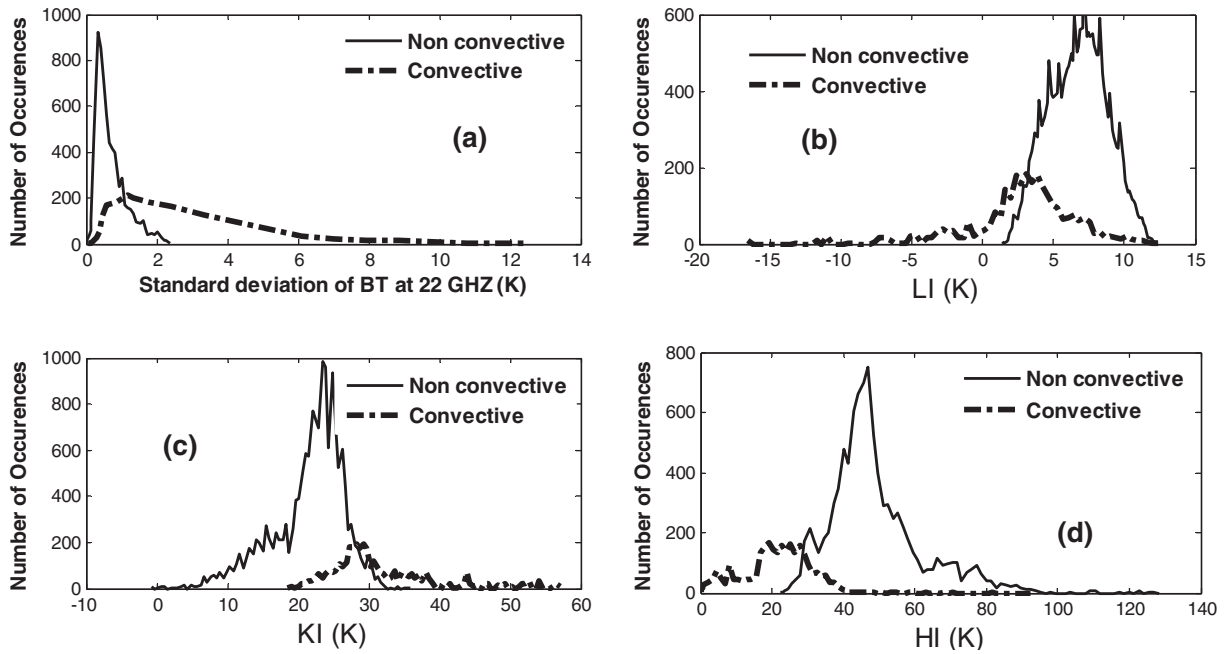 Number of Occurences
1000
800
600
400
200
0
0 2 4 6 8 10 12 14
Standard deviation of BT at 22 GHZ (K)
Non convective
Convective
(a)
Number of Occurences
600
400
200
0
-20 -15 -10 -5 0 5 10 15
LI (K)
Non convective
Convective
(b)
Number of Occurences
1000
800
600
400
200
0
-10 0 10 20 30 40 50 60
KI (K)
Non convective
Convective
(c)
Number of Occurences
800
600
400
200
0
0 20 40 60 80 100 120 140
HI (K)
Non convective
Convective
(d)